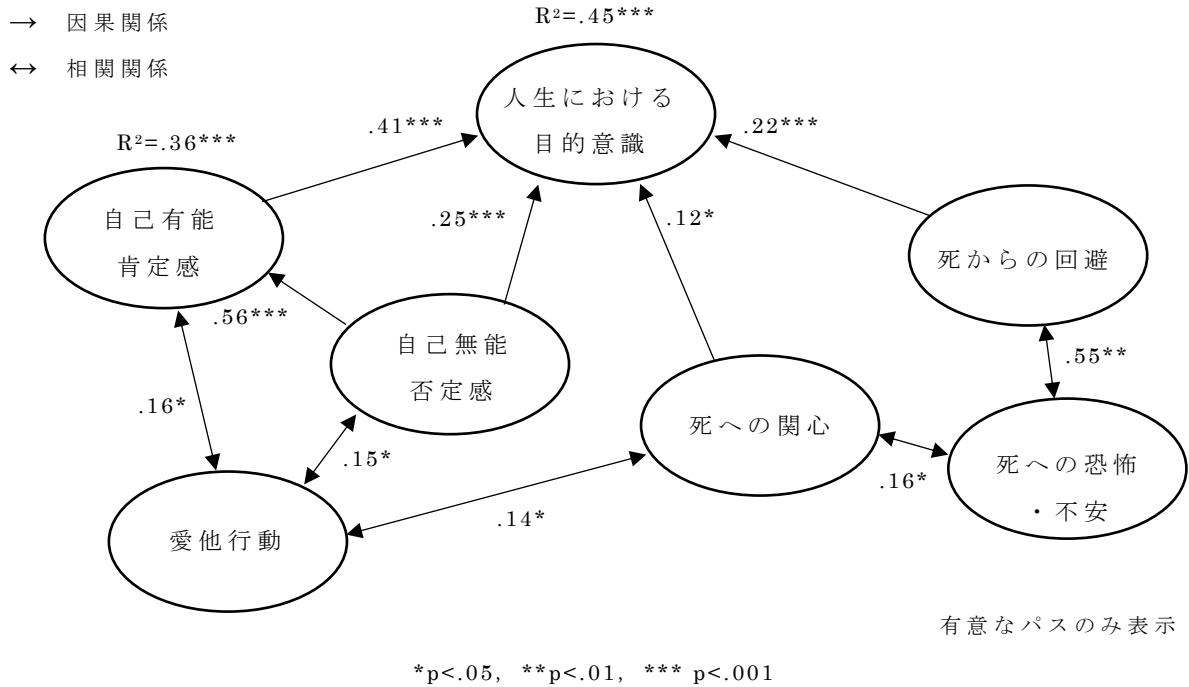 → 因果関係
↔ 相関関係
R²=.45***
人生における
目的意識
.41***
.22***
R²=.36***
自己有能
肯定感
.25***
.12*
死からの回避
.56***
自己無能
否定感
.55**
.16*
死への関心
.15*
.16*
死への恐怖
・不安
.14*
愛他行動
有意なパスのみ表示
*p<.05, **p<.01, *** p<.001